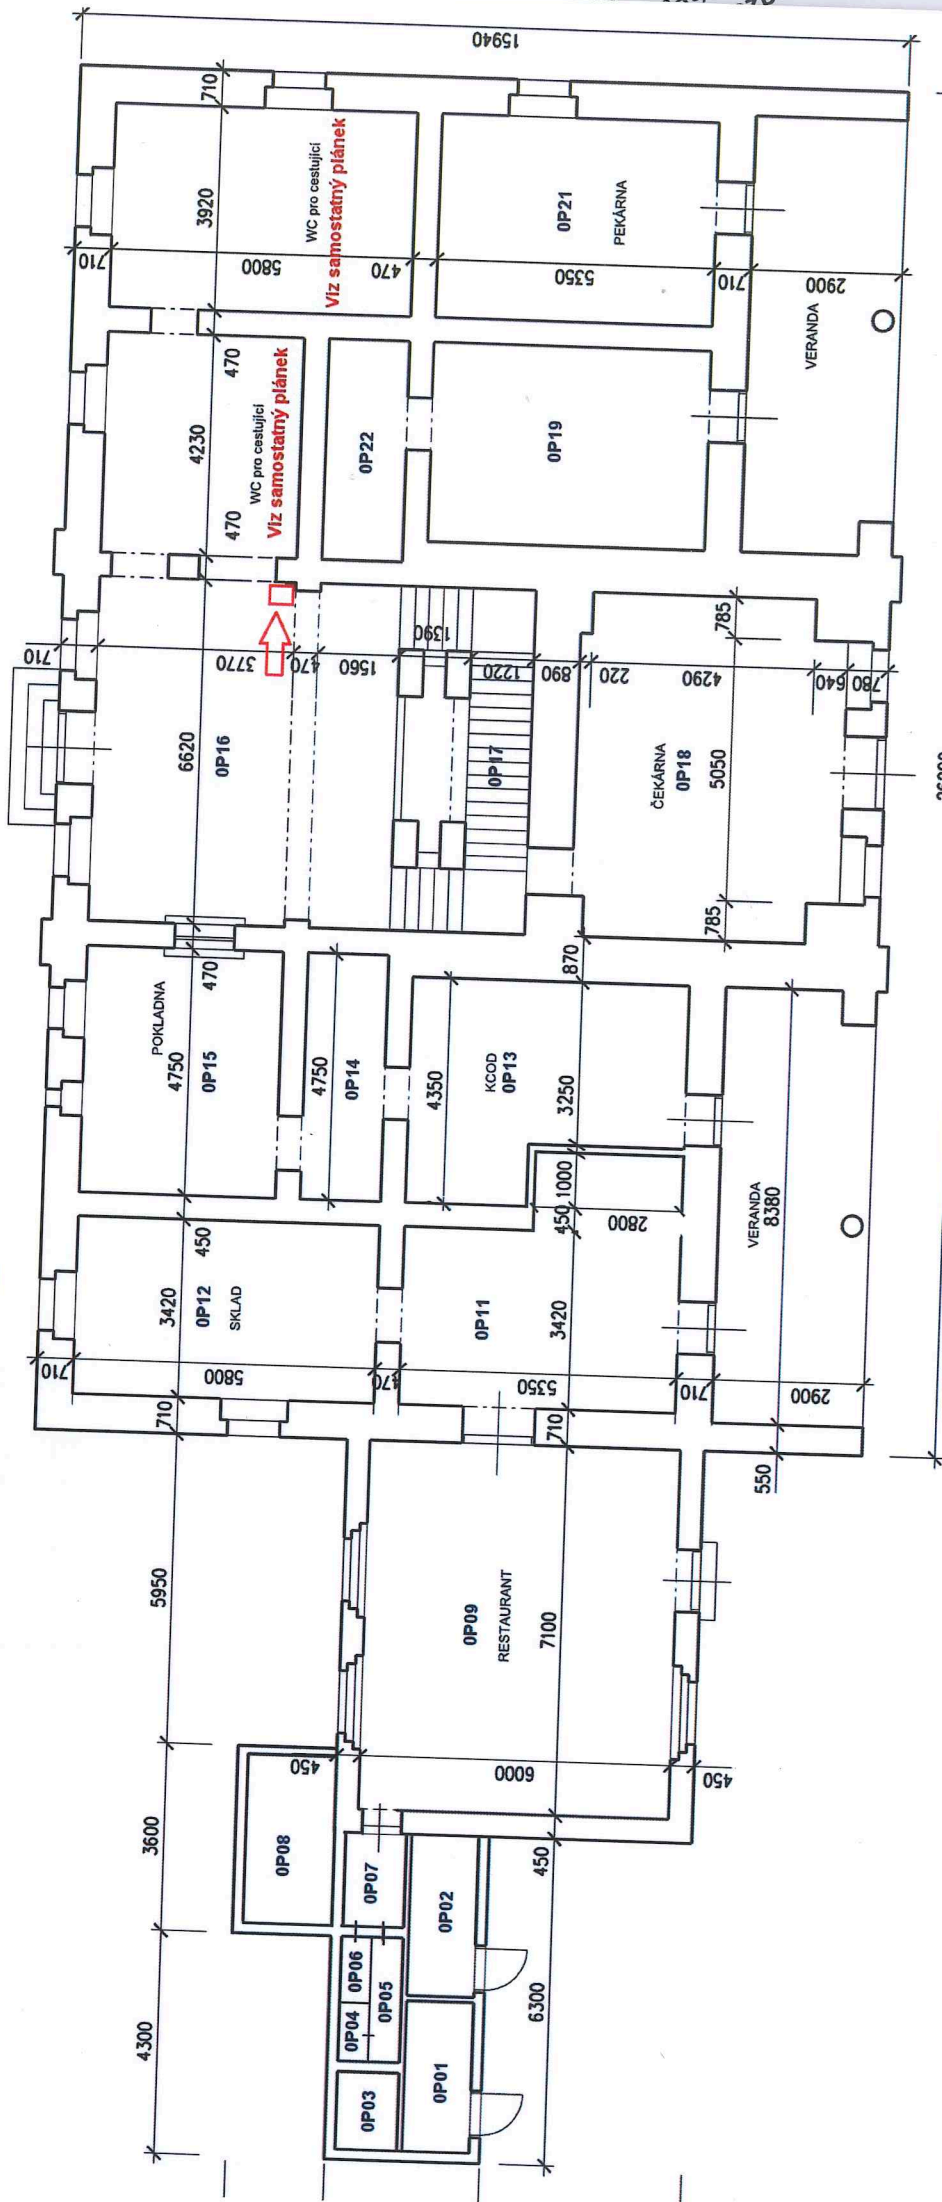 15940
710
3920
WC pro cestující
Viz samostatný plánek
710
5800
470
0P21
PEKÁRNA
5350
710
2900
VERANDA
470
4230
470
WC pro cestující
Viz samostatný plánek
0P22
0P19
710
3770
470
1560
1390
1220
890
220
4290
640
780
785
6620
0P16
0P17
ČEKÁRNA
0P18
5050
785
POKLADNA
4750
0P15
470
4750
0P14
4350
KCOD
0P13
3250
870
450
1000
2800
VERANDA
8380
450
3420
0P12
SKLAD
0P11
3420
710
5800
470
5350
710
2900
710
710
550
5950
0P09
RESTAURANT
7100
450
6000
450
3600
0P08
0P07
0P02
450
4300
0P06
0P04
0P05
0P03
0P01
6300